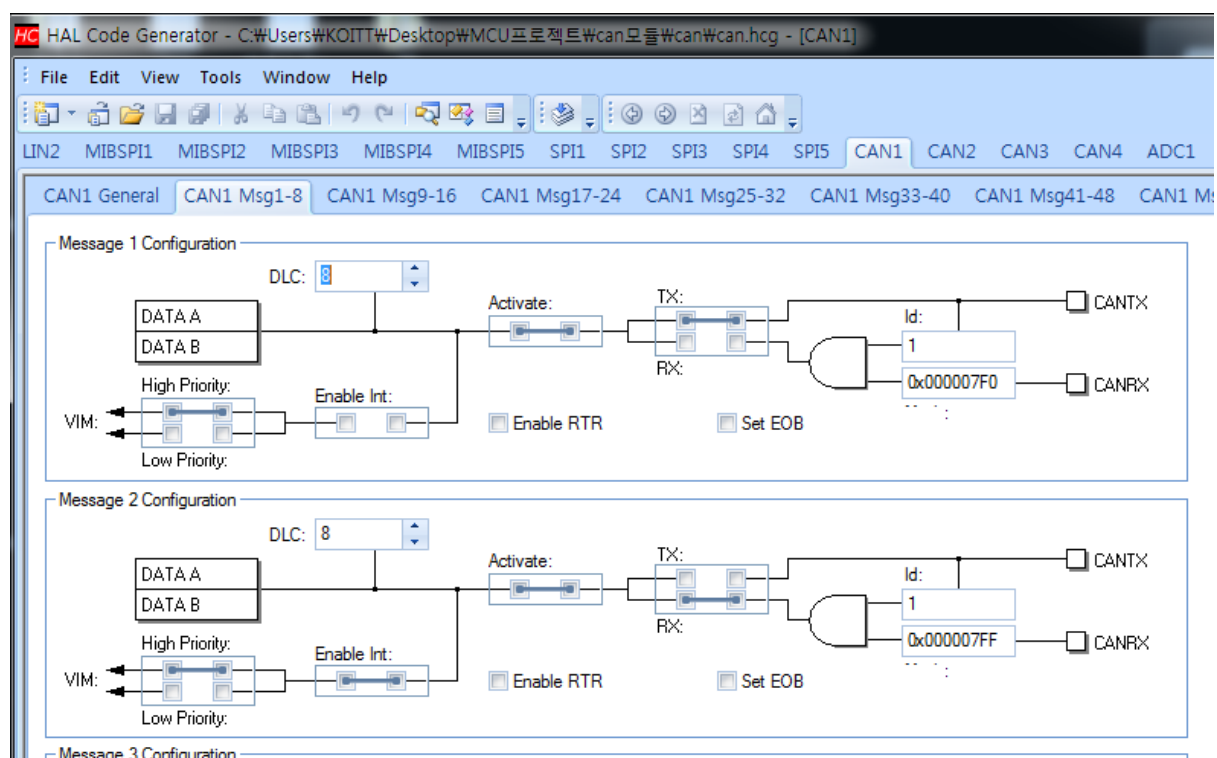 HC HAL Code Generator - C:₩Users₩KOITT₩Desktop₩MCU프로젝트₩can모듈₩can₩can.hcg - [CAN1]
File Edit View Tools Window Help
LIN2 MIBSPI1 MIBSPI2 MIBSPI3 MIBSPI4 MIBSPI5 SPI1 SPI2 SPI3 SPI4 SPI5 CAN1 CAN2 CAN3 CAN4 ADC1
CAN1 General CAN1 Msg1-8 CAN1 Msg9-16 CAN1 Msg17-24 CAN1 Msg25-32 CAN1 Msg33-40 CAN1 Msg41-48 CAN1
Message 1 Configuration
DLC: 8
Activate: TX: CANTX
DATA A Id:
DATA B 1
RX:
High Priority: 0x000007F0 CANRX
Enable Int:
VIM: Enable RTR Set EOB
Low Priority:
Message 2 Configuration
DLC: 8
Activate: TX: CANTX
DATA A Id:
DATA B 1
RX:
High Priority: 0x000007FF CANRX
Enable Int:
VIM: Enable RTR Set EOB
Low Priority:
Message 3 Configuration